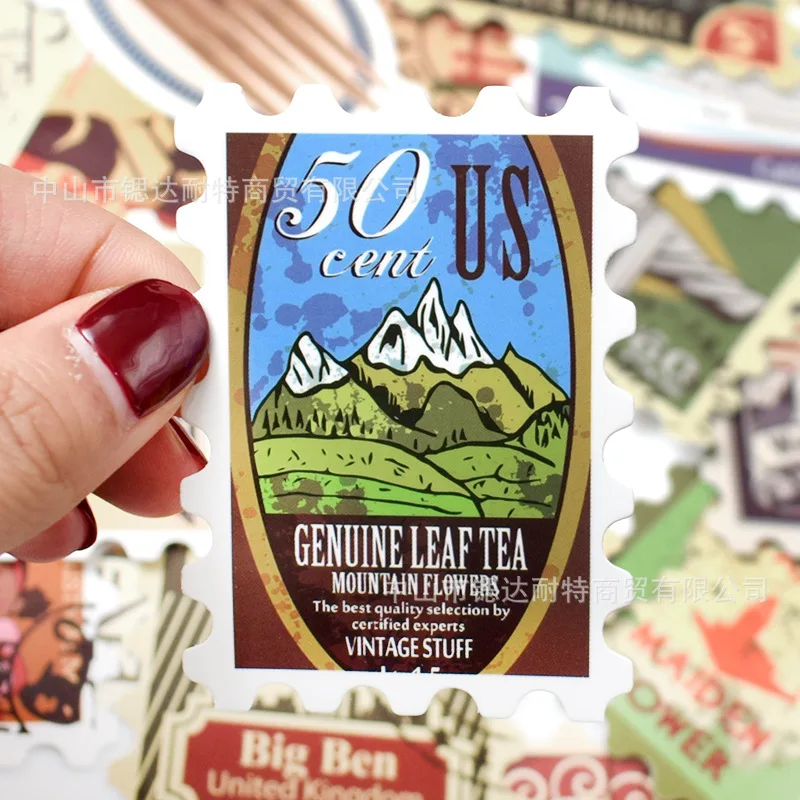 FRANCE
中山市锶达耐特商贸有限公司
50 US
cent
GENUINE LEAF TEA
MOUNTAIN FLOWERS
The best quality selection by
certified experts
VINTAGE STUFF
中山市锶达耐特商贸有限公司
MAIDEN
TOWER
Big Ben
United Kingdom